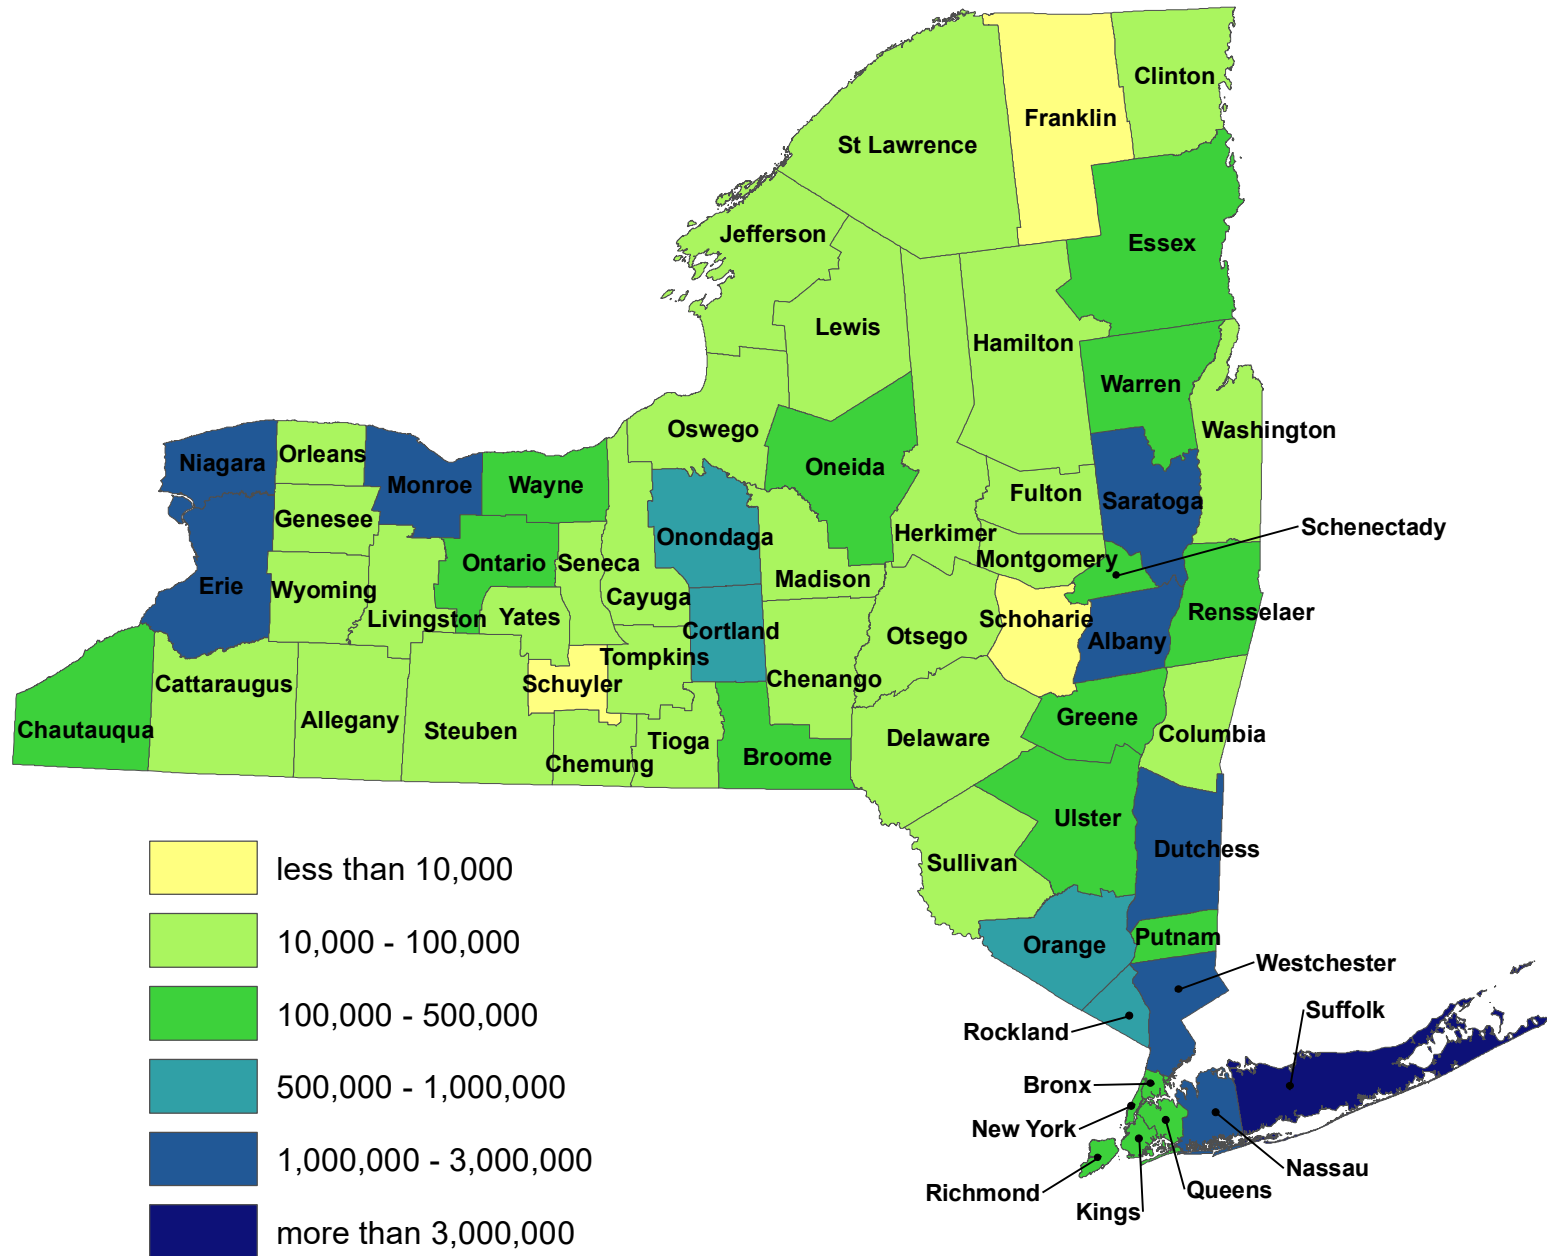 Clinton
Franklin
St Lawrence
Jefferson
Essex
Lewis
Hamilton
Warren
Oswego
Washington
Orleans
Niagara
Oneida
Monroe
Wayne
Fulton
Saratoga
Genesee
Schenectady
Herkimer
Onondaga
Montgomery
Ontario
Seneca
Madison
Erie
Wyoming
Cayuga
Rensselaer
Livingston
Yates
Schoharie
Cortland
Otsego
Albany
Tompkins
Cattaraugus
Schuyler
Chenango
Greene
Allegany
Chautauqua
Steuben
Columbia
Tioga
Delaware
Broome
Chemung
Ulster
Dutchess
Sullivan
less than 10,000
Putnam
10,000 - 100,000
Orange
Westchester
Suffolk
100,000 - 500,000
Rockland
Bronx
500,000 - 1,000,000
New York
1,000,000 - 3,000,000
Nassau
Queens
Richmond
Kings
more than 3,000,000